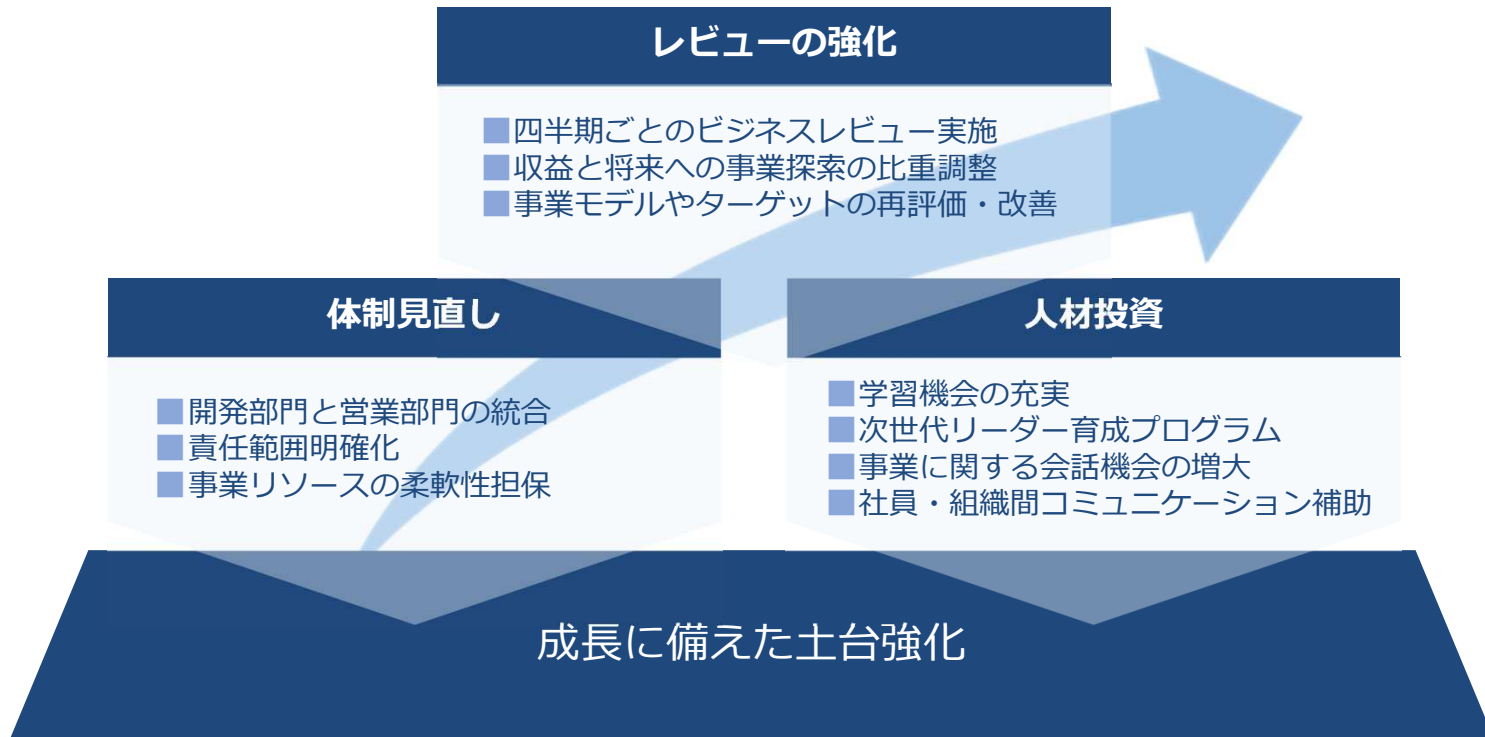 レビューの強化
■四半期ごとのビジネスレビュー実施
■収益と将来への事業探索の比重調整
■事業モデルやターゲットの再評価・改善
体制見直し
■開発部門と営業部門の統合
■責任範囲明確化
■事業リソースの柔軟性担保
人材投資
■学習機会の充実
■次世代リーダー育成プログラム
■事業に関する会話機会の増大
■社員・組織間コミュニケーション補助
成長に備えた土台強化